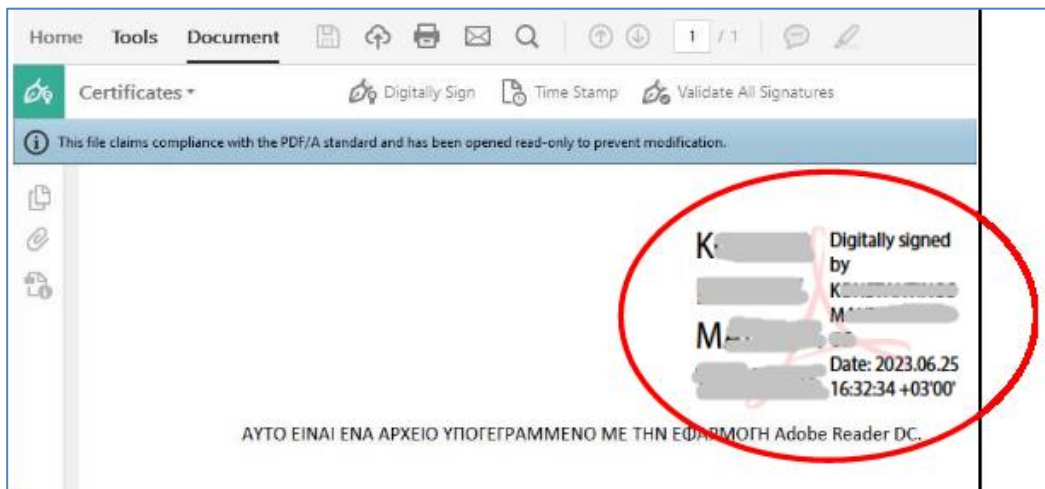 Home Tools Document 1 / 1
Certificates Digitally Sign Time Stamp Validate All Signatures
This file claims compliance with the PDF/A standard and has been opened read-only to prevent modification.
Digitally signed
by
Date: 2023.06.25
16:32:34 +03'00'
ΑΥΤΟ ΕΙΝΑΙ ΕΝΑ ΑΡΧΕΙΟ ΥΠΟΓΕΓΡΑΜΜΕΝΟ ΜΕ ΤΗΝ ΕΦΑΡΜΟΓΗ Adobe Reader DC.